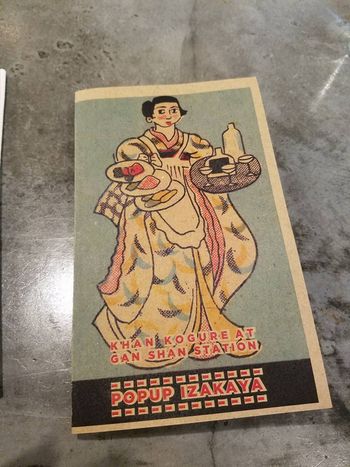 KHAN KOGURE AT
GAN SHAN STATION
POPUP IZAKAYA